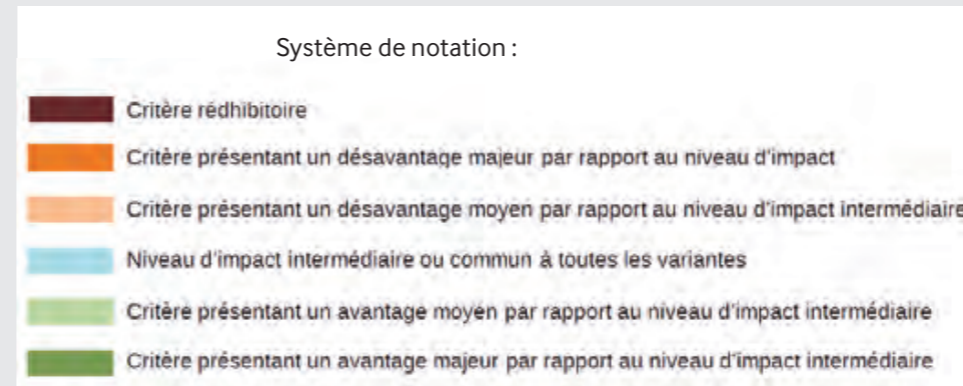 Système de notation :
Critère rédhibitoire
Critère présentant un désavantage majeur par rapport au niveau d'impact
Critère présentant un désavantage moyen par rapport au niveau d'impact intermédiaire
Niveau d'impact intermédiaire ou commun à toutes les variantes
Critère présentant un avantage moyen par rapport au niveau d'impact intermédiaire
Critère présentant un avantage majeur par rapport au niveau d'impact intermédiaire